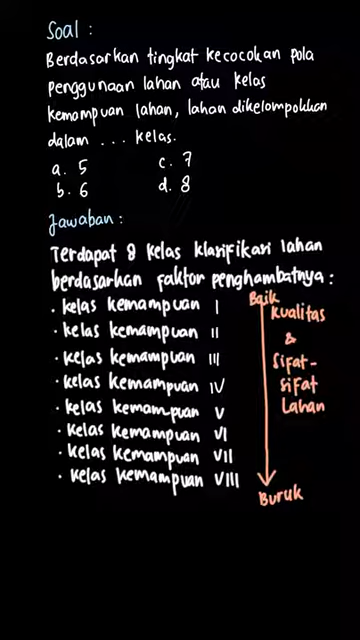 Soal :
Berdasarkan tingkat kecocokan pola
penggunaan lahan atau kelas
kemampuan lahan, lahan dikelompokkan
dalam ... kelas.
a. 5 c. 7
b. 6 d. 8
Jawaban :
Terdapat 8 kelas klarifikasi lahan
berdasarkan faktor penghambatnya :
· kelas kemampuan I
· kelas kemampuan II
· kelas kemampuan III
· kelas kemampuan IV
· kelas kemampuan V
· kelas kemampuan VI
· kelas kemampuan VII
· kelas kemampuan VIII
Baik
kualitas
&
sifat-
sifat
Lahan
Buruk